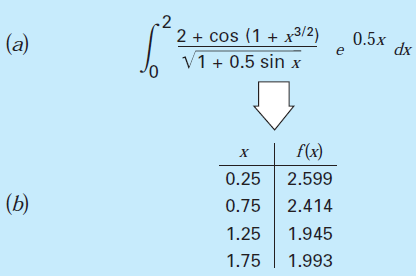 (a) ∫₀² (2 + cos (1 + x^{3/2})) / √(1 + 0.5 sin x) e^{0.5x} dx
x f(x)
0.25 2.599
0.75 2.414
(b)
1.25 1.945
1.75 1.993